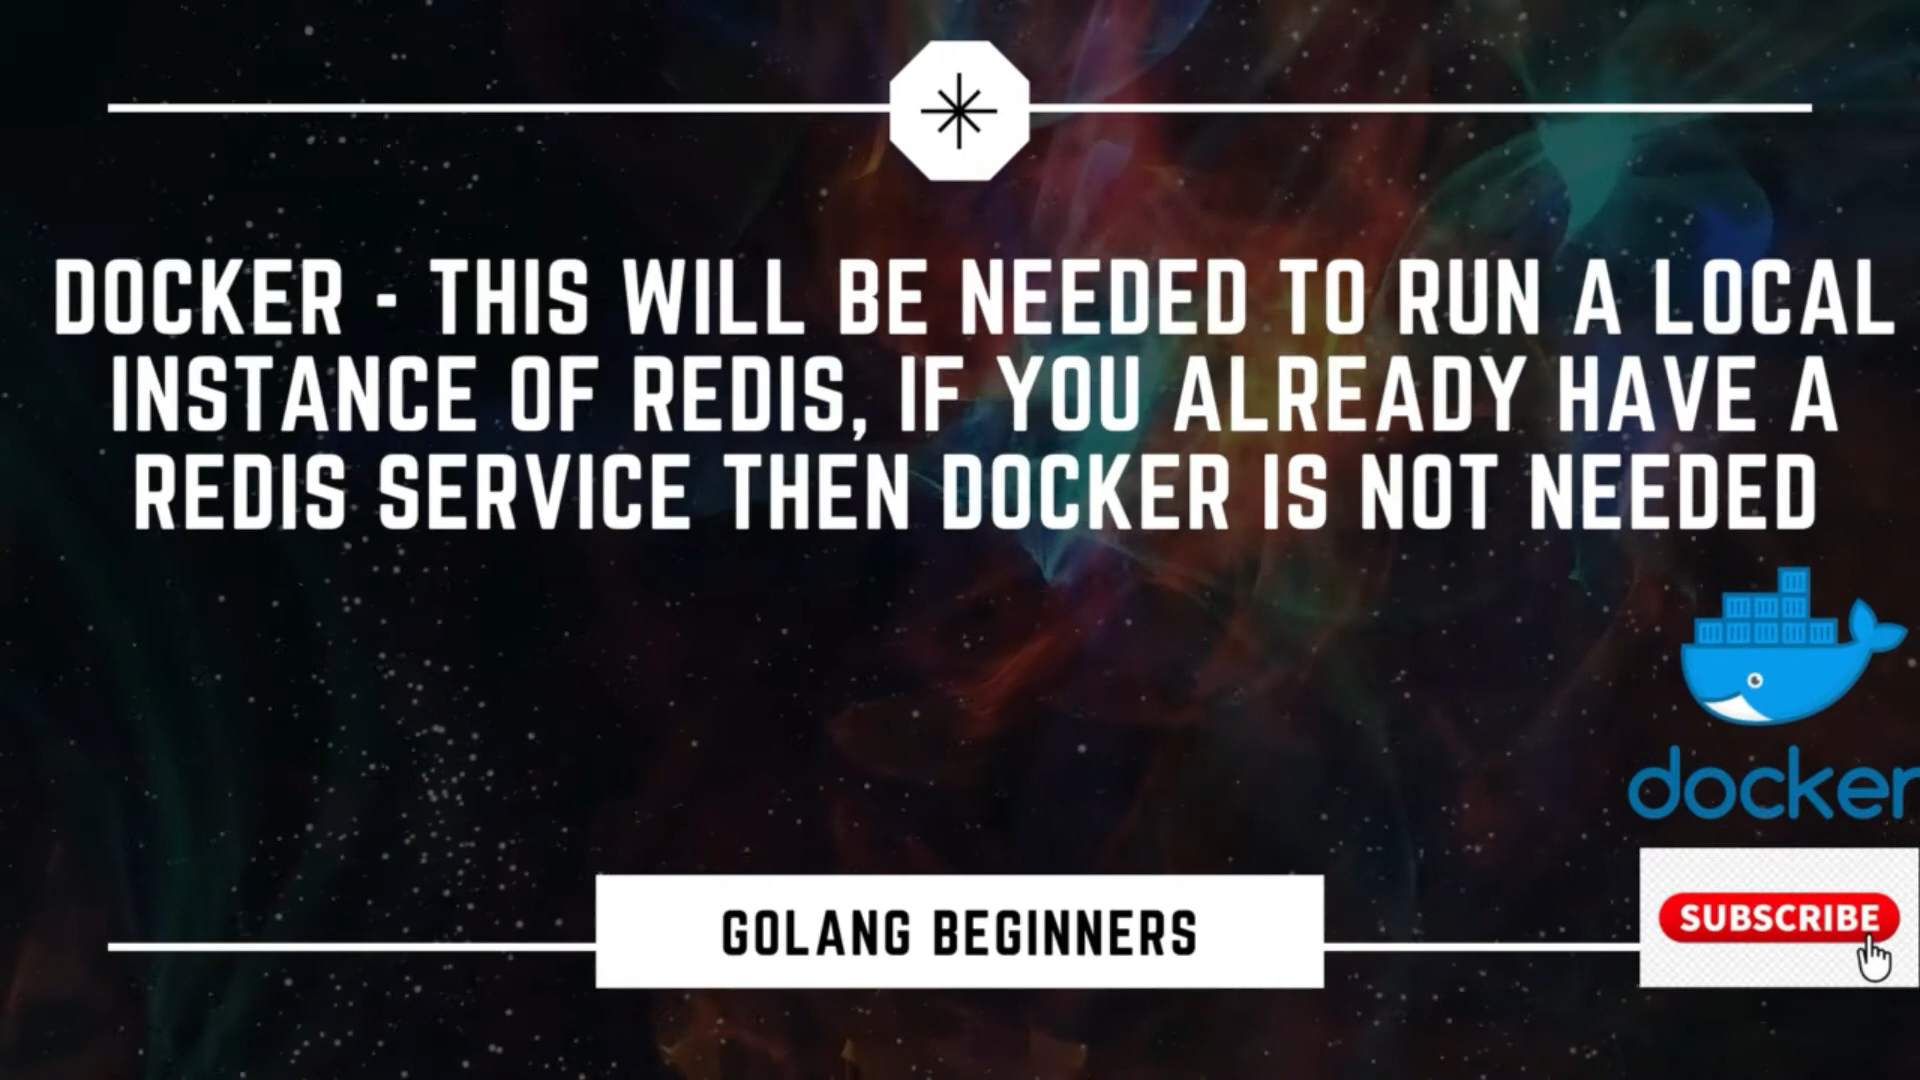 DOCKER - THIS WILL BE NEEDED TO RUN A LOCAL
INSTANCE OF REDIS, IF YOU ALREADY HAVE A
REDIS SERVICE THEN DOCKER IS NOT NEEDED
docker
SUBSCRIBE
GOLANG BEGINNERS